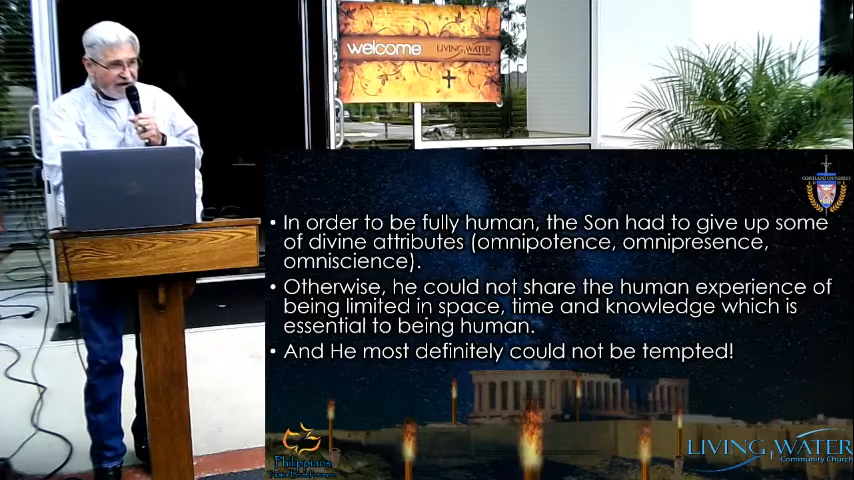 welcome LIVING WATER
CORTLAND UNIVERSITY
• In order to be fully human, the Son had to give up some
of divine attributes (omnipotence, omnipresence,
omniscience).
• Otherwise, he could not share the human experience of
being limited in space, time and knowledge which is
essential to being human.
• And He most definitely could not be tempted!
Philippians
LIVING WATER
Community Church